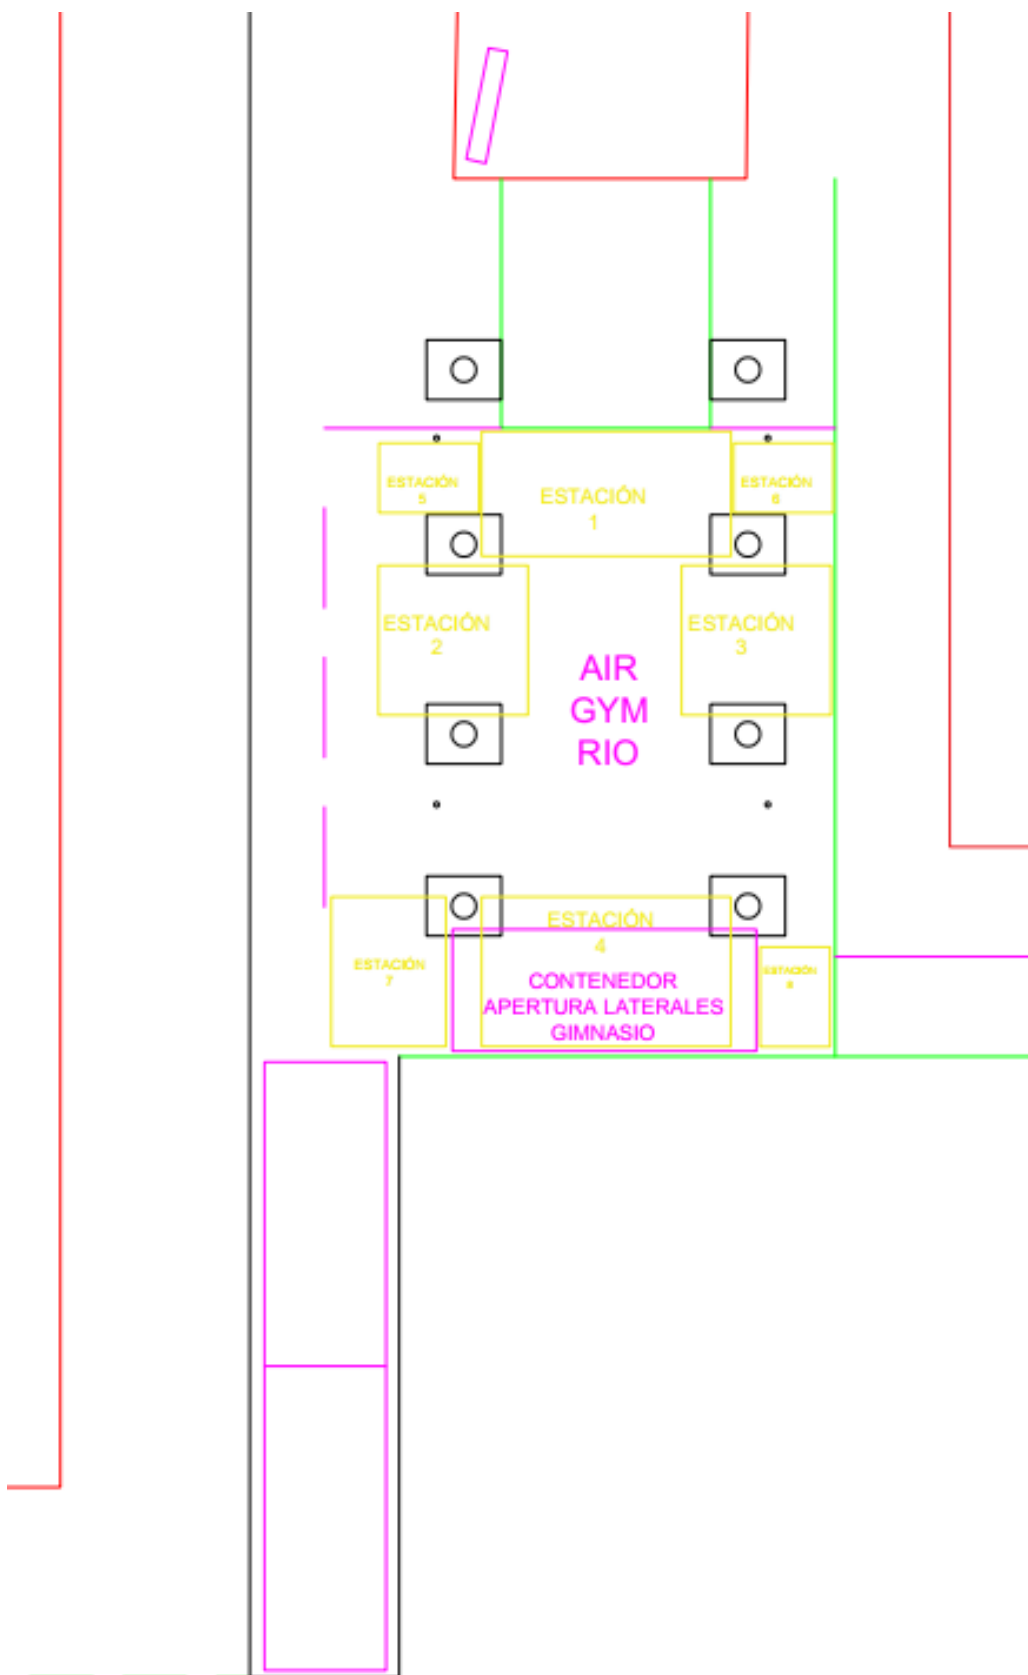 ESTACIÓN
5
ESTACIÓN
1
ESTACIÓN
6
ESTACIÓN
2
ESTACIÓN
3
AIR
GYM
RIO
ESTACIÓN
4
ESTACIÓN
7
CONTENEDOR
APERTURA LATERALES
GIMNASIO
ESTACIÓN
8